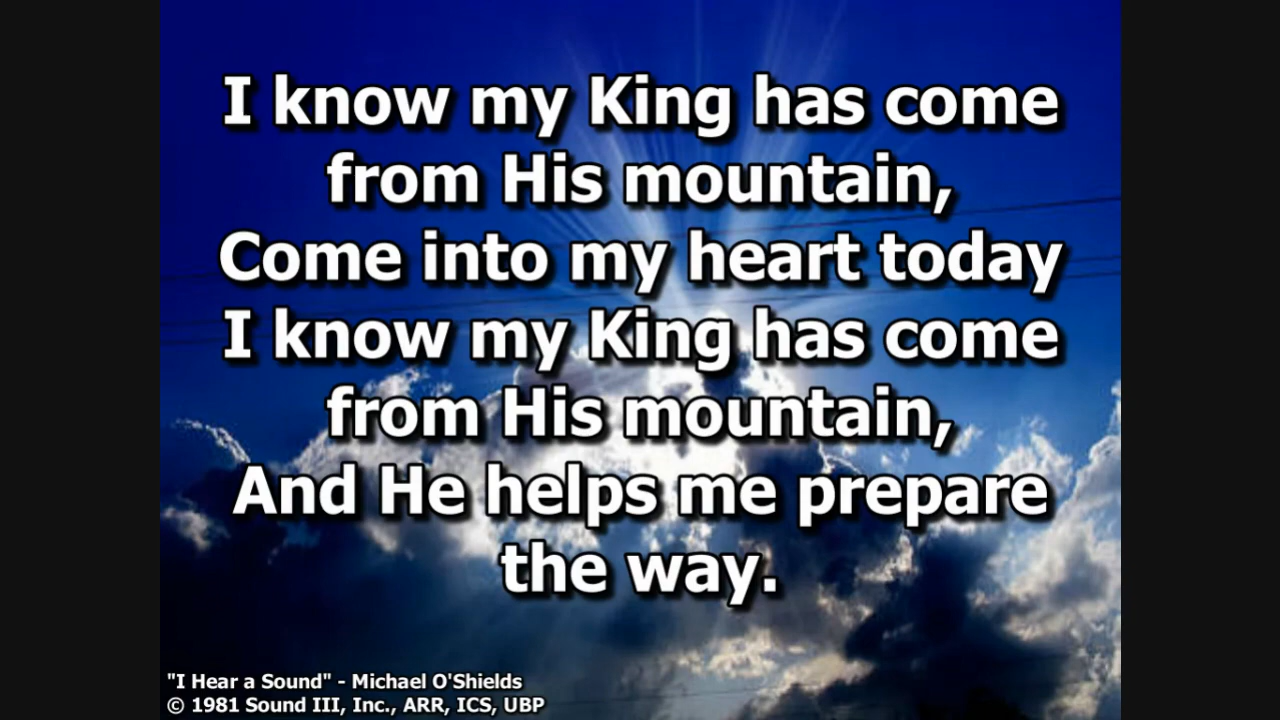 I know my King has come
from His mountain,
Come into my heart today
I know my King has come
from His mountain,
And He helps me prepare
the way.
"I Hear a Sound" - Michael O'Shields
© 1981 Sound III, Inc., ARR, ICS, UBP